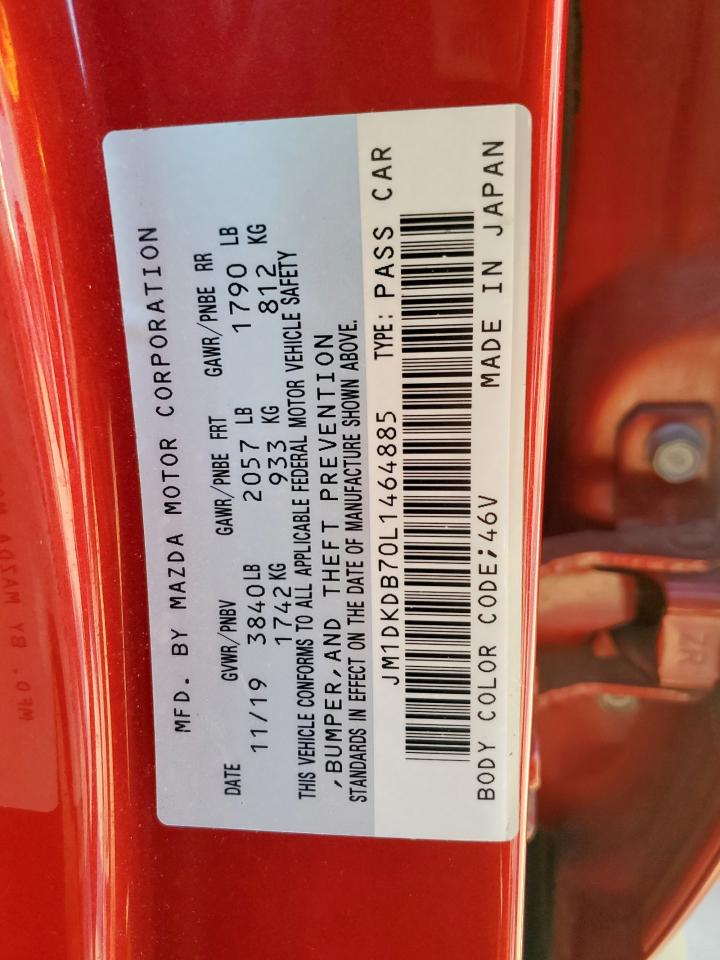 MFD. BY MAZDA MOTOR CORPORATION
DATE GVWR/PNBV GAWR/PNBE FRT GAWR/PNBE RR
11/19 3840LB 2057 LB 1790 LB
1742KG 933 KG 812 KG
THIS VEHICLE CONFORMS TO ALL APPLICABLE FEDERAL MOTOR VEHICLE SAFETY
,BUMPER,AND THEFT PREVENTION
STANDARDS IN EFFECT ON THE DATE OF MANUFACTURE SHOWN ABOVE.
JM1DKDB70L1464885 TYPE: PASS CAR
BODY COLOR CODE;46V MADE IN JAPAN